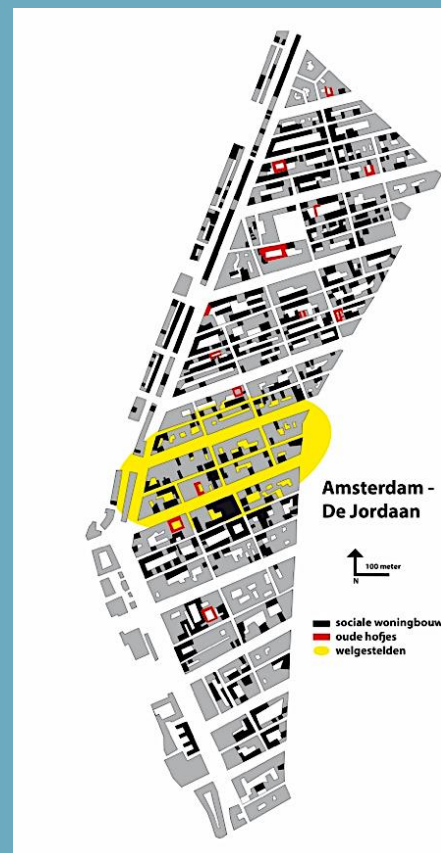 Amsterdam -
De Jordaan
100 meter
N
sociale woningbouw
oude hofjes
welgestelden